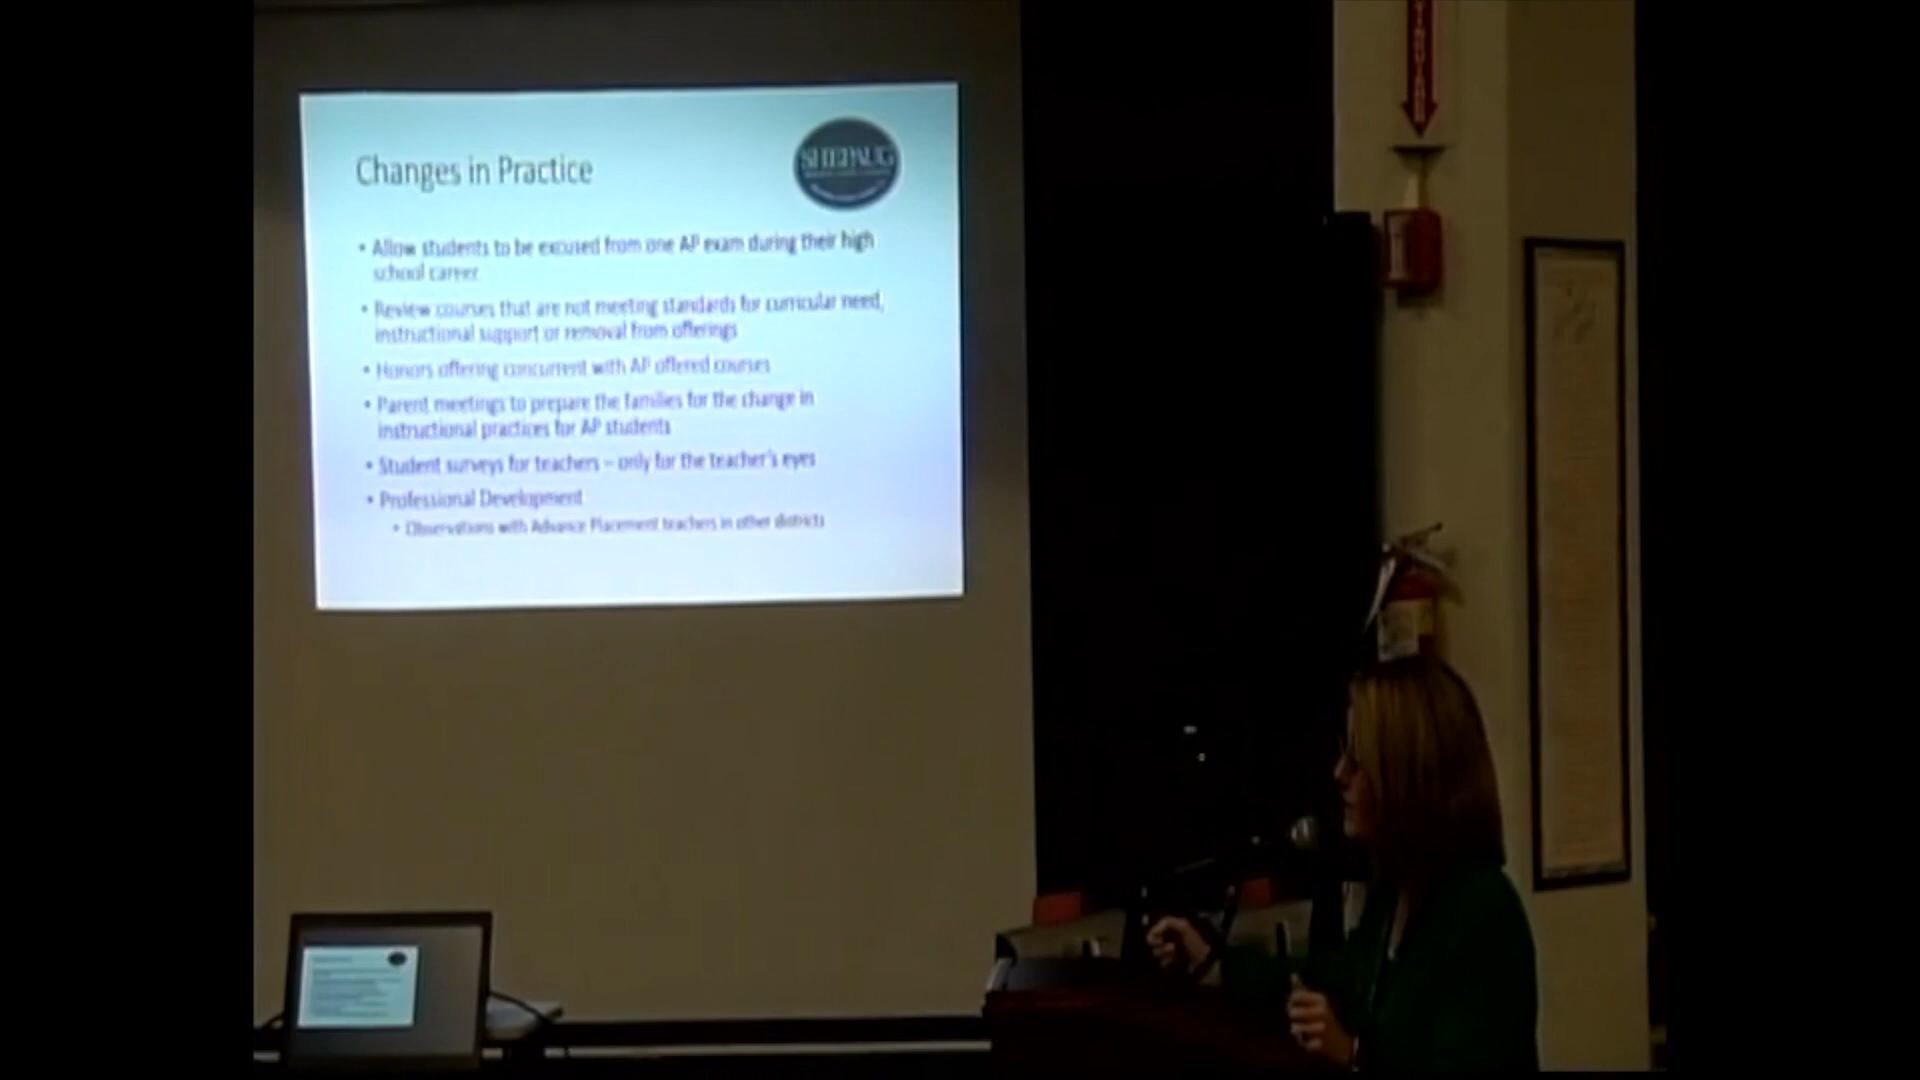 SHEPAUG
Changes in Practice
• Allow students to be excused from one AP exam during their high
school career
• Review courses that are not meeting standards for curricular need,
instructional support or removal from offerings
• Honors offering concurrent with AP offered courses
• Parent meetings to prepare the families for the change in
instructional practices for AP students
• Student surveys for teachers – only for the teacher's eyes
• Professional Development
• Observations with Advance Placement teachers in other districts